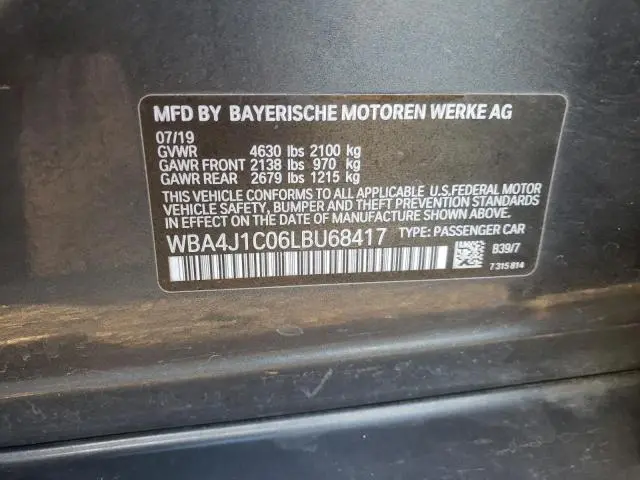 MFD BY BAYERISCHE MOTOREN WERKE AG
07/19
GVWR 4630 lbs 2100 kg
GAWR FRONT 2138 lbs 970 kg
GAWR REAR 2679 lbs 1215 kg
THIS VEHICLE CONFORMS TO ALL APPLICABLE U.S.FEDERAL MOTOR
VEHICLE SAFETY, BUMPER AND THEFT PREVENTION STANDARDS
IN EFFECT ON THE DATE OF MANUFACTURE SHOWN ABOVE.
WBA4J1C06LBU68417 TYPE: PASSENGER CAR
B39/7
7315814